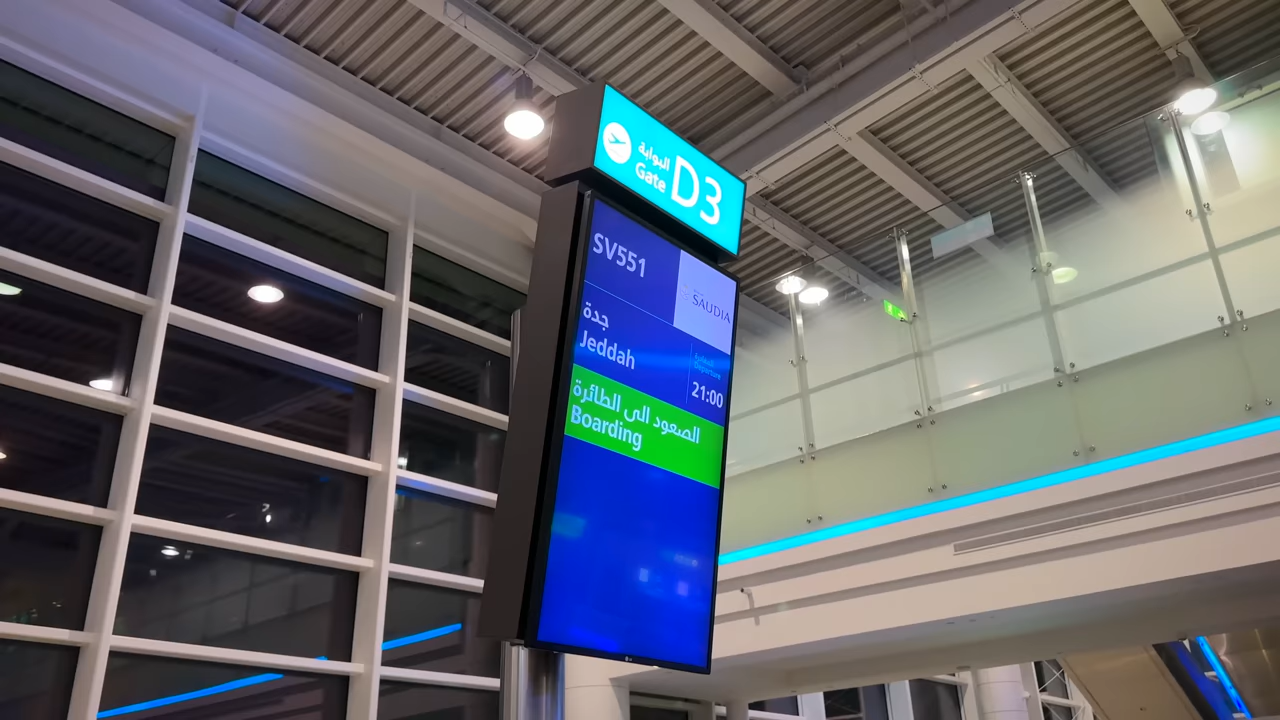 البوابة
Gate
D3
SV551
SAUDIA
جدة
Jeddah
Departure
21:00
الصعود الى الطائرة
Boarding
LG